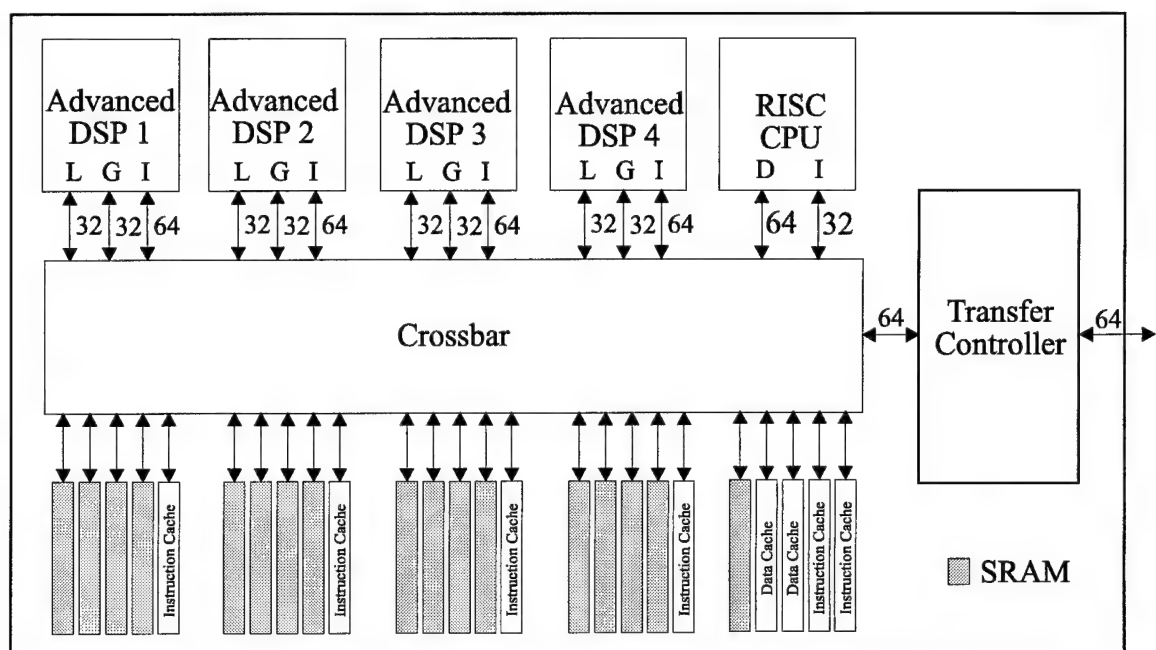 Advanced
DSP 1
L G I
Advanced
DSP 2
L G I
Advanced
DSP 3
L G I
Advanced
DSP 4
L G I
RISC
CPU
D I
32 32 64
32 32 64
32 32 64
32 32 64
64 32
Crossbar
64
Transfer
Controller
64
Instruction Cache
Instruction Cache
Instruction Cache
Instruction Cache
Data Cache
Data Cache
Instruction Cache
Instruction Cache
SRAM